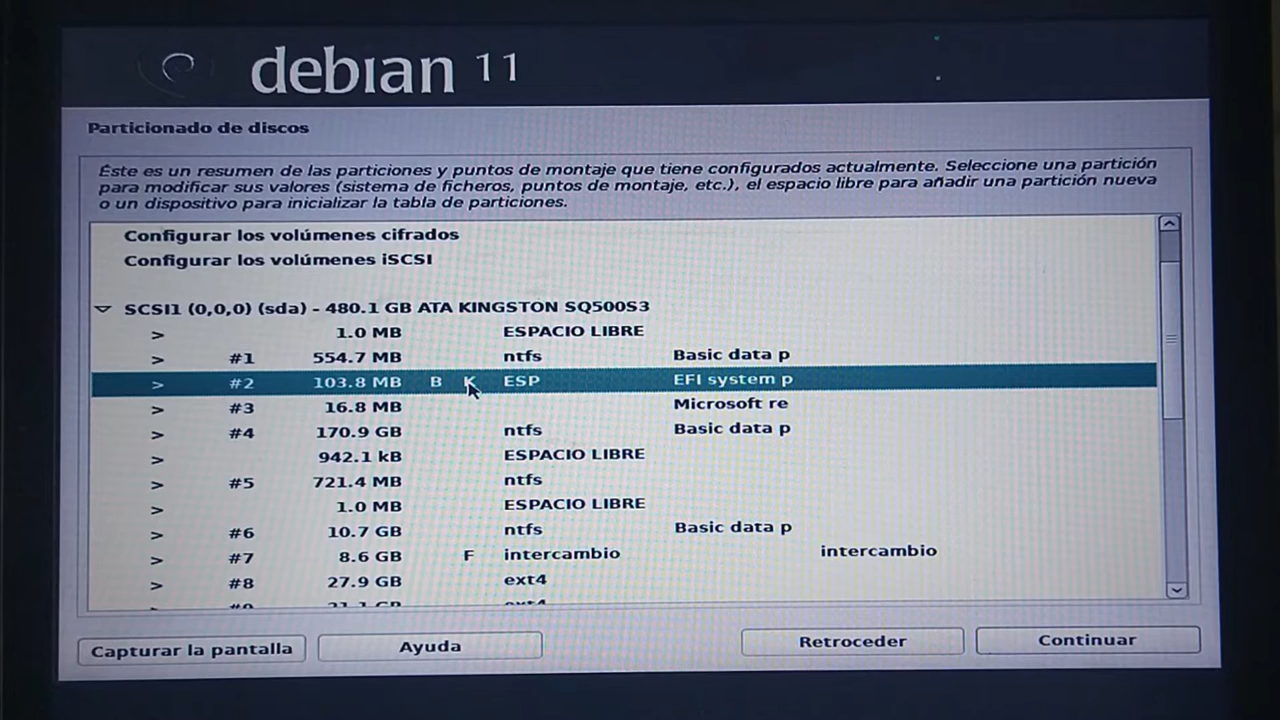 debian 11
Particionado de discos
Éste es un resumen de las particiones y puntos de montaje que tiene configurados actualmente. Seleccione una partición
para modificar sus valores (sistema de ficheros, puntos de montaje, etc.), el espacio libre para añadir una partición nueva
o un dispositivo para inicializar la tabla de particiones.
Configurar los volúmenes cifrados
Configurar los volúmenes iSCSI
SCSI1 (0,0,0) (sda) - 480.1 GB ATA KINGSTON SQ500S3
> 1.0 MB ESPACIO LIBRE
> #1 554.7 MB ntfs Basic data p
> #2 103.8 MB B K ESP EFI system p
> #3 16.8 MB Microsoft re
> #4 170.9 GB ntfs Basic data p
> 942.1 kB ESPACIO LIBRE
> #5 721.4 MB ntfs
> 1.0 MB ESPACIO LIBRE
> #6 10.7 GB ntfs Basic data p
> #7 8.6 GB F intercambio intercambio
> #8 27.9 GB ext4
Capturar la pantalla Ayuda Retroceder Continuar